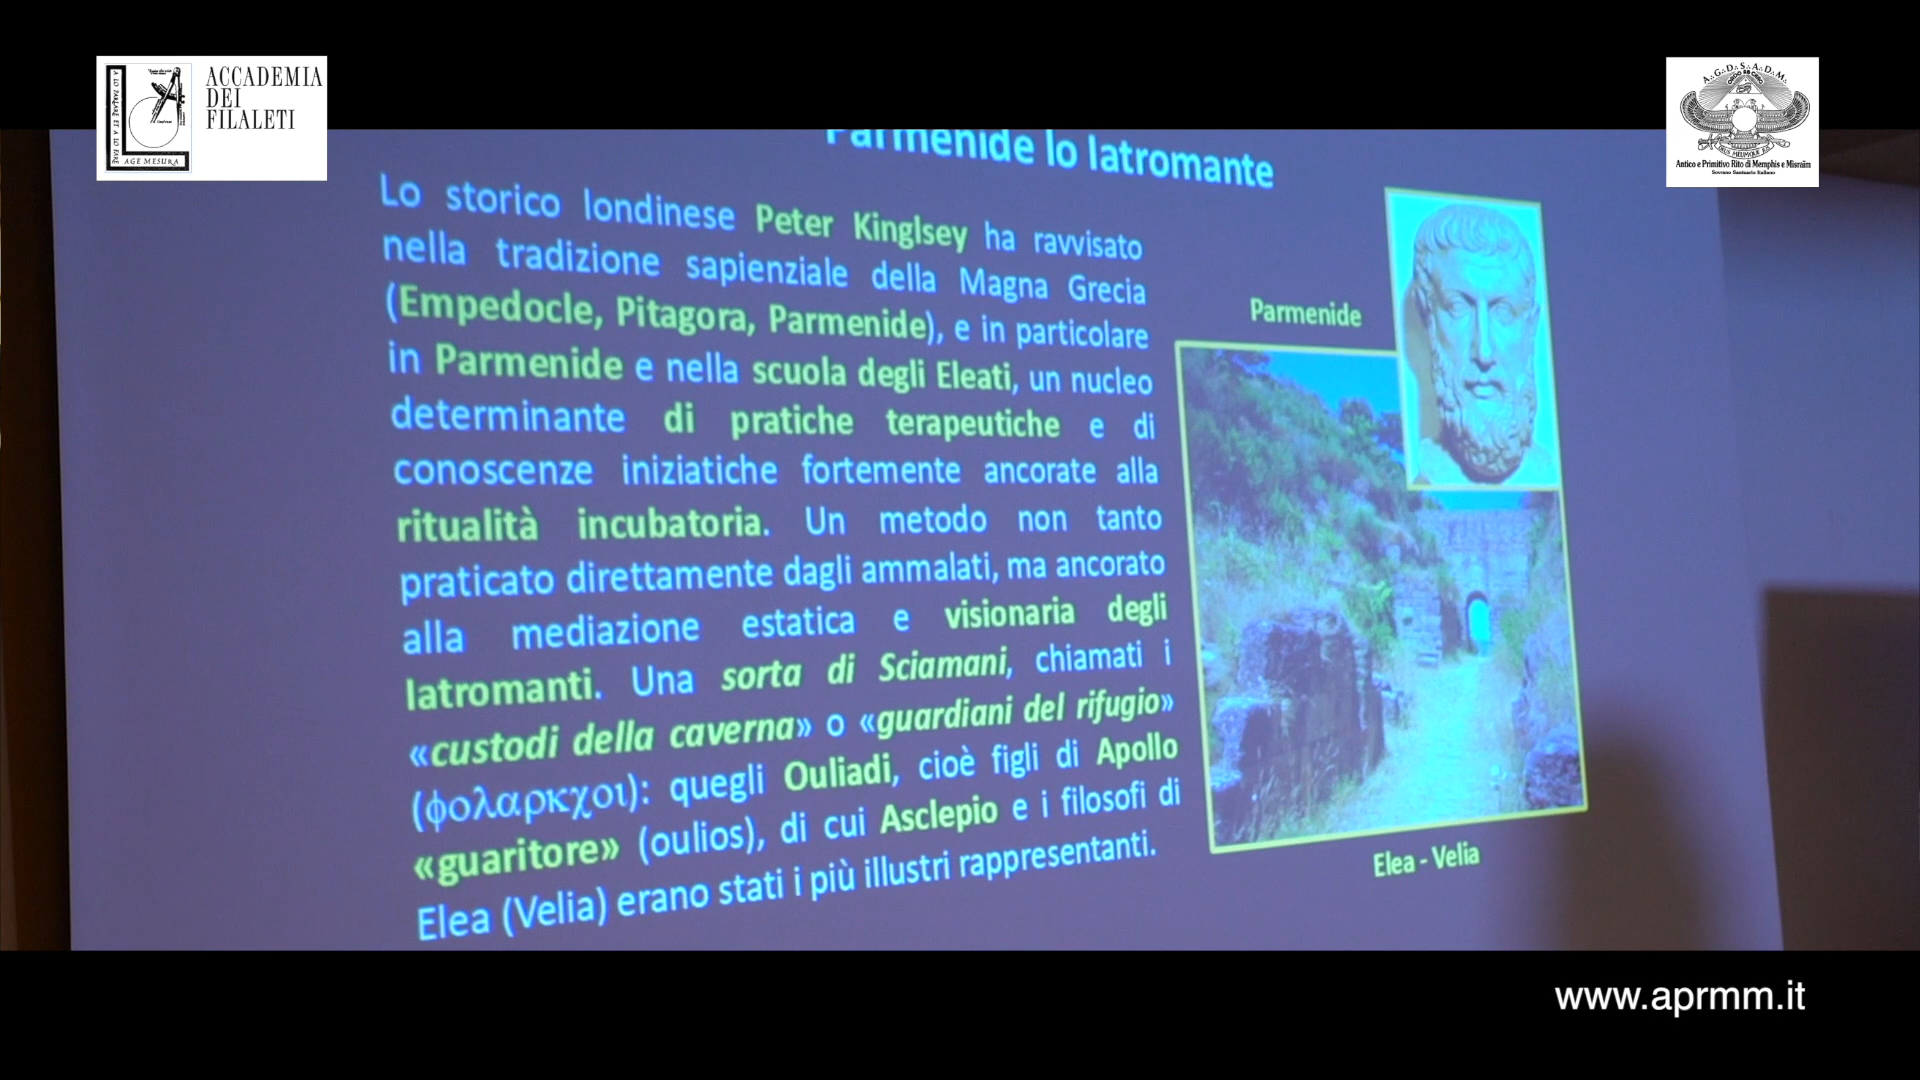 ACCADEMIA
DEI
FILALETI
AGE MESURA
A.·.G.·.D.·.S.·.A.·.D.·.M.·.
Antico e Primitivo Rito di Memphis e Misraïm
Sovrano Santuario Italiano
Parmenide lo Iatromante
Lo storico londinese Peter Kinglsey ha ravvisato
nella tradizione sapienziale della Magna Grecia
(Empedocle, Pitagora, Parmenide), e in particolare
in Parmenide e nella scuola degli Eleati, un nucleo
determinante di pratiche terapeutiche e di
conoscenze iniziatiche fortemente ancorate alla
ritualità incubatoria. Un metodo non tanto
praticato direttamente dagli ammalati, ma ancorato
alla mediazione estatica e visionaria degli
Iatromanti. Una sorta di Sciamani, chiamati i
«custodi della caverna» o «guardiani del rifugio»
(φολαρκχοι): quegli Ouliadi, cioè figli di Apollo
«guaritore» (oulios), di cui Asclepio e i filosofi di
Elea (Velia) erano stati i più illustri rappresentanti.
Parmenide
Elea - Velia
www.aprmm.it